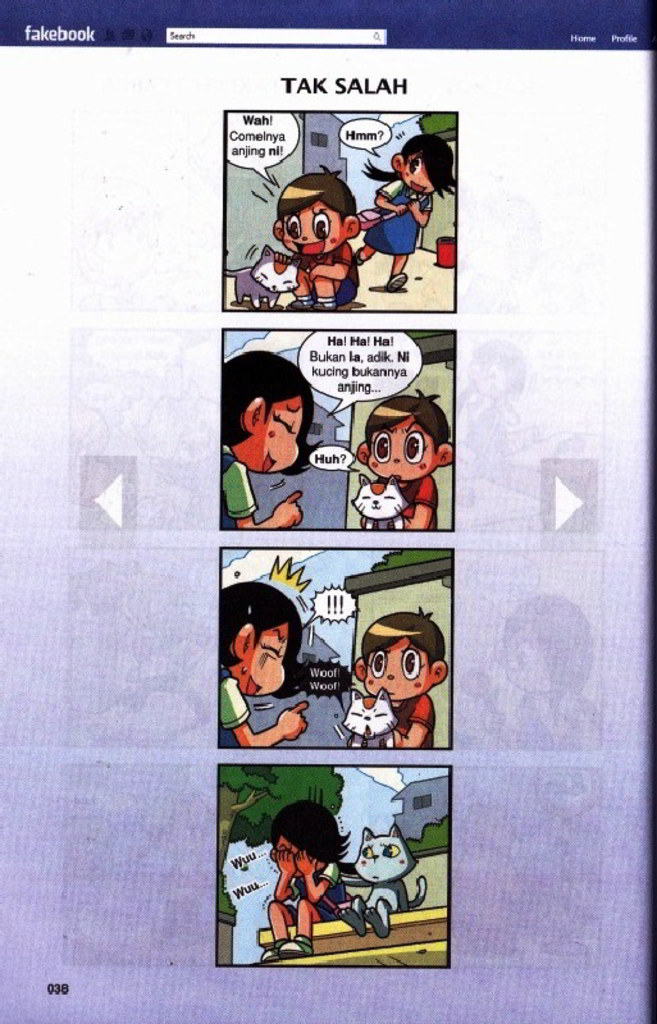 fakebook
Search
Home Profile
TAK SALAH
Wah!
Comelnya
anjing ni!
Hmm?
Ha! Ha! Ha!
Bukan la, adik. Ni
kucing bukannya
anjing...
Huh?
?
!!!
Woof!
Woof!
Wuu...
Wuu...
038